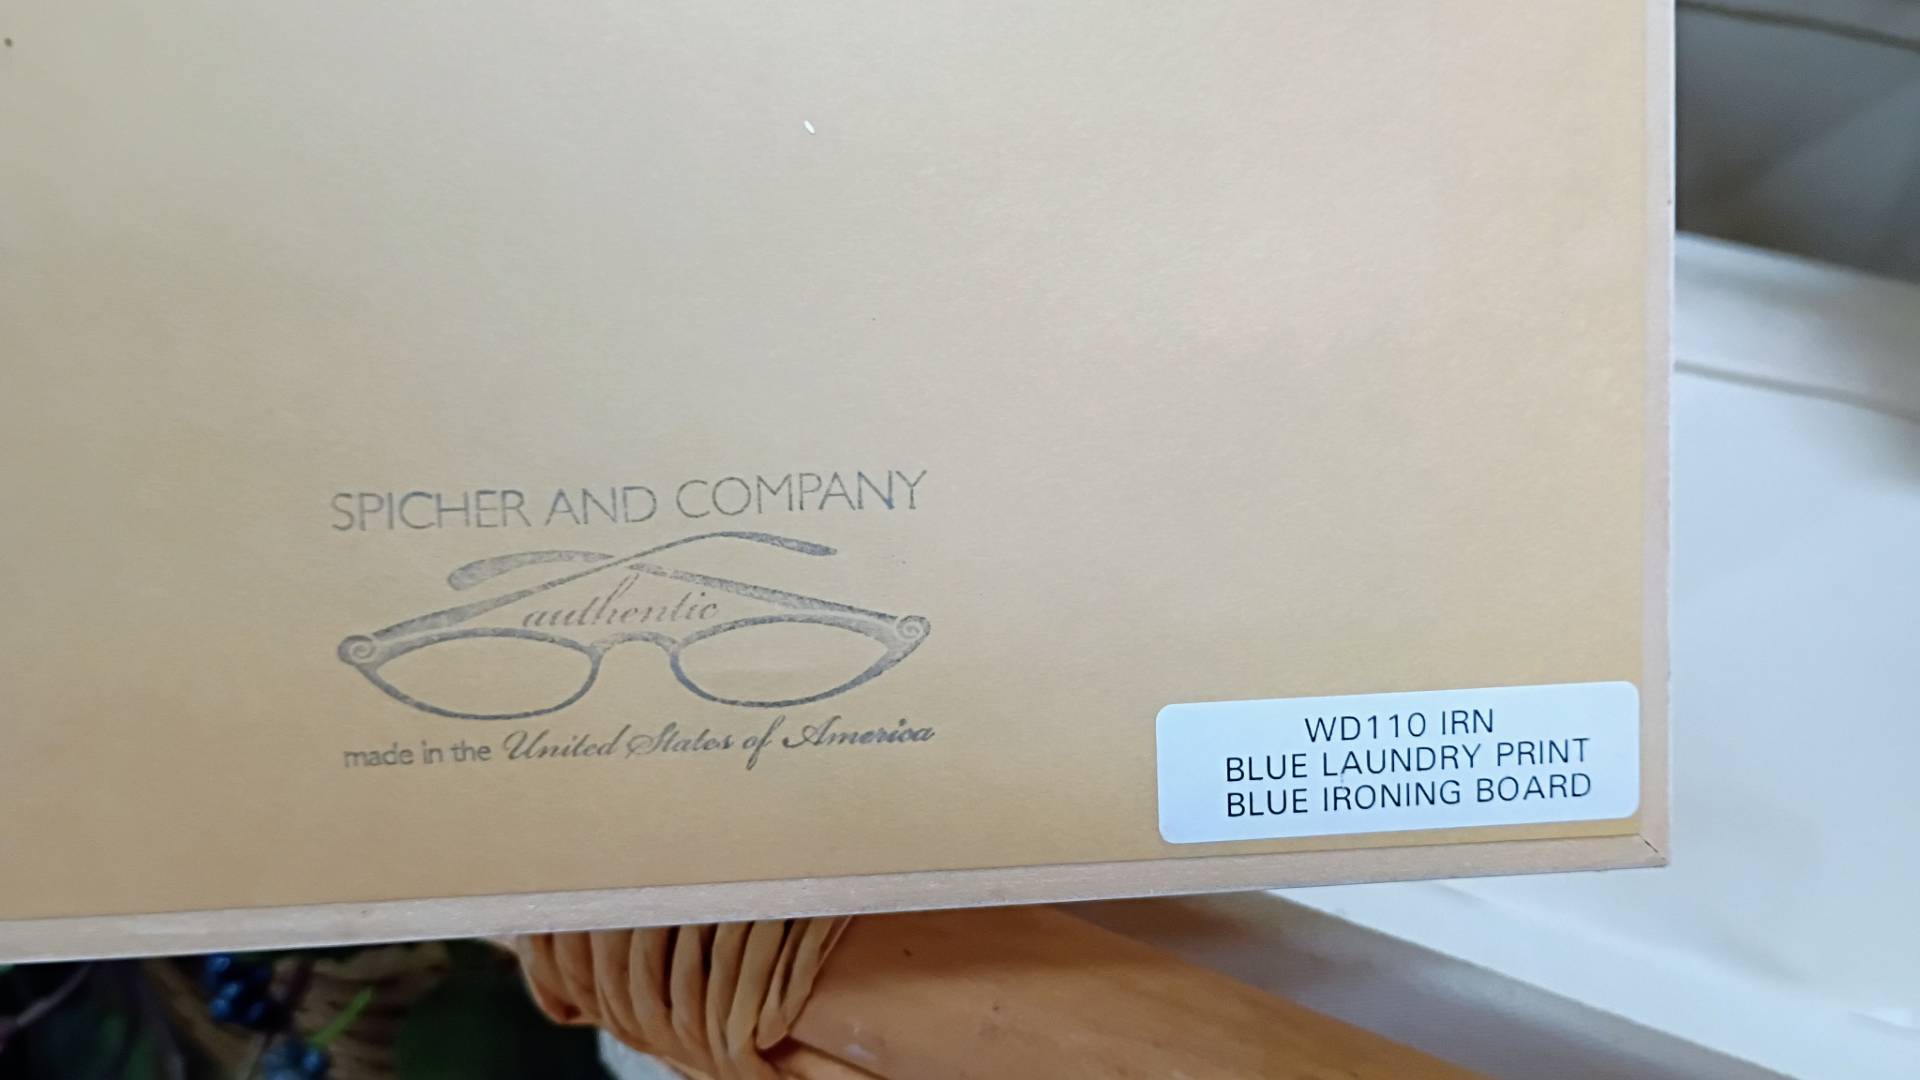 SPICHER AND COMPANY
authentic
made in the United States of America
WD110 IRN
BLUE LAUNDRY PRINT
BLUE IRONING BOARD